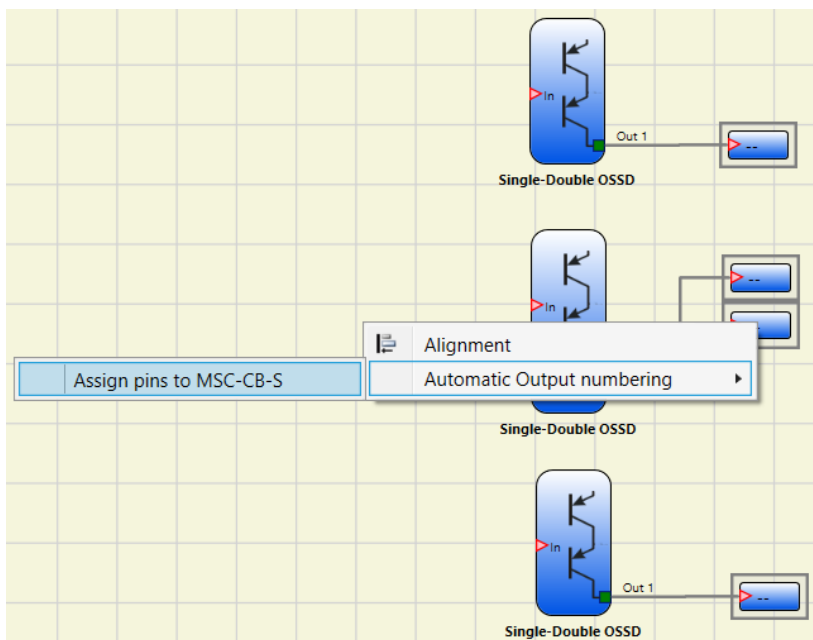 In
Out 1
--
Single-Double OSSD
--
In
--
Alignment
Assign pins to MSC-CB-S
Automatic Output numbering
Single-Double OSSD
In
Out 1
--
Single-Double OSSD